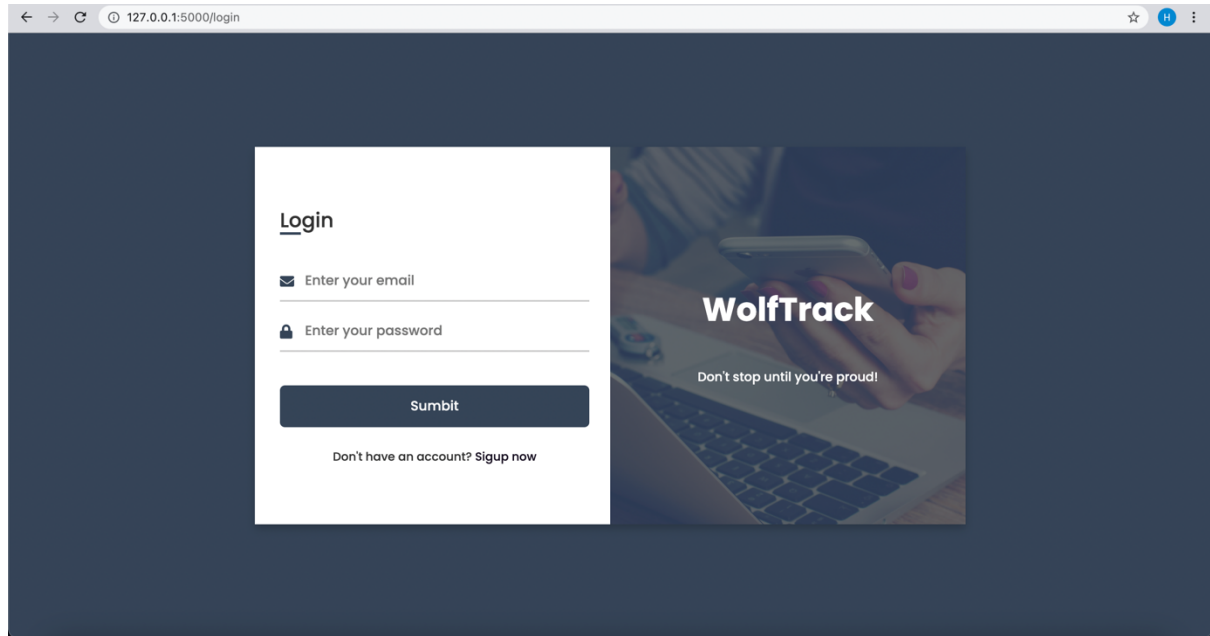 127.0.0.1:5000/login
H
Login
Enter your email
Enter your password
Sumbit
Don't have an account? Sigup now
WolfTrack
Don't stop until you're proud!